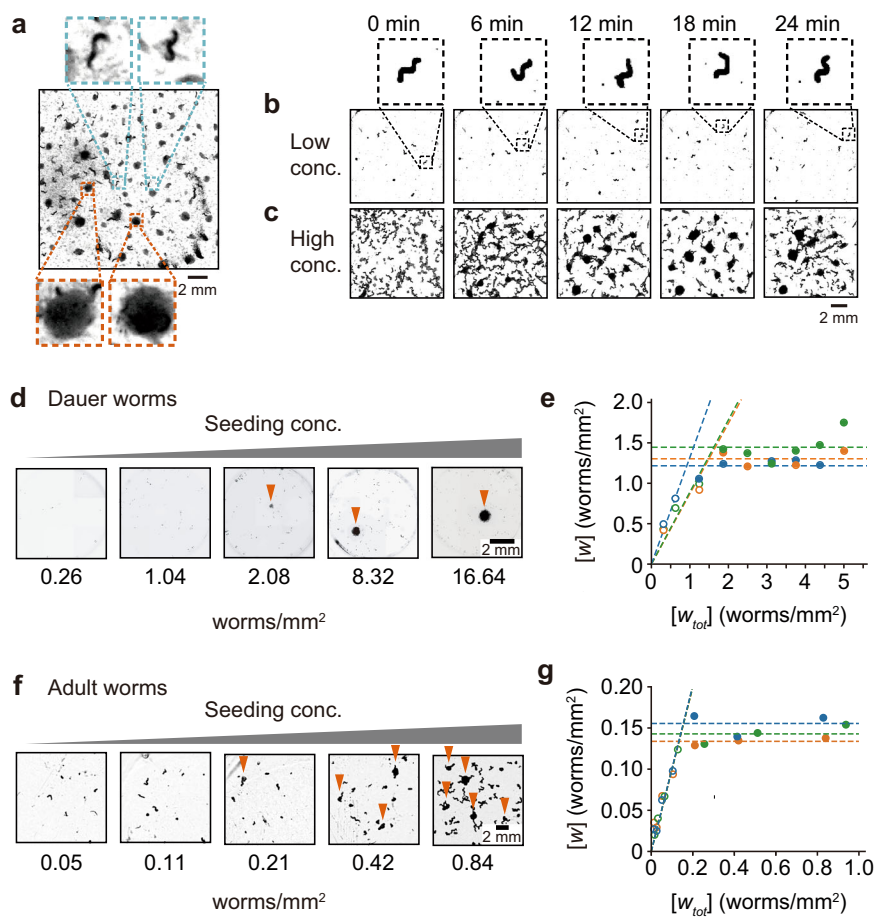 a
2 mm
0 min 6 min 12 min 18 min 24 min
b
Low
conc.
c
High
conc.
2 mm
d Dauer worms
Seeding conc.
2 mm
0.26 1.04 2.08 8.32 16.64
worms/mm²
e
[w] (worms/mm²)
2.0
1.5
1.0
0.5
0
0 1 2 3 4 5
[w_tot] (worms/mm²)
f Adult worms
Seeding conc.
2 mm
0.05 0.11 0.21 0.42 0.84
worms/mm²
g
[w] (worms/mm²)
0.20
0.15
0.10
0.05
0
0 0.2 0.4 0.6 0.8 1.0
[w_tot] (worms/mm²)